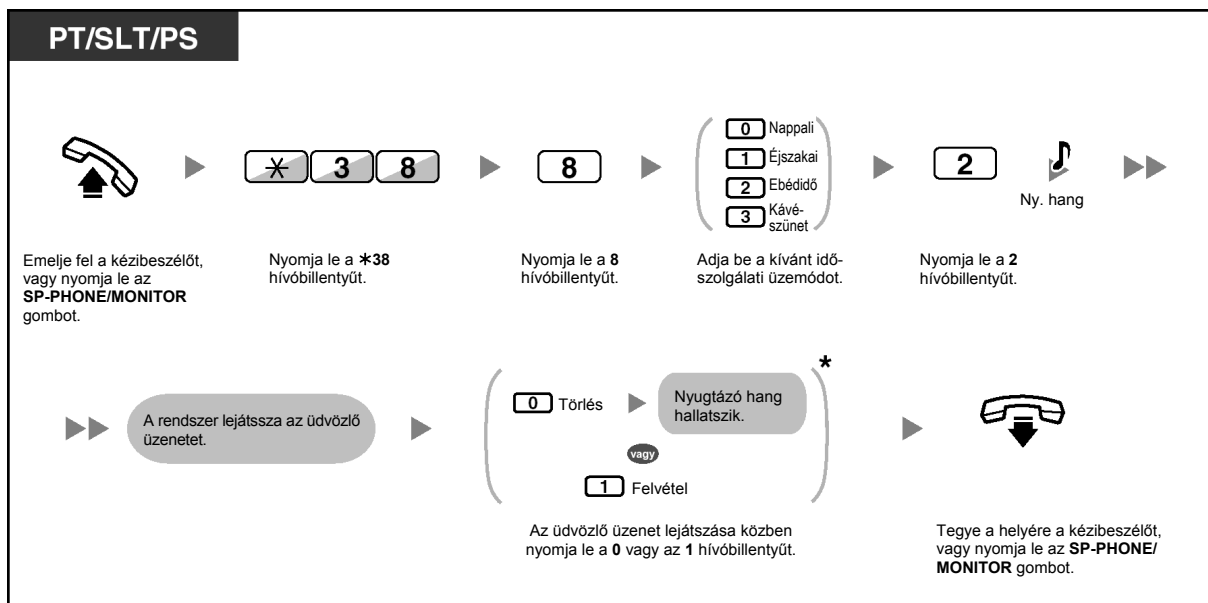 PT/SLT/PS
0 Nappali
1 Éjszakai
2 Ebédidő
3 Kávé-
szünet
✳ 3 8
8
2
Ny. hang
Emelje fel a kézibeszélőt,
vagy nyomja le az
SP-PHONE/MONITOR
gombot.
Nyomja le a ✳38
hívóbillentyűt.
Nyomja le a 8
hívóbillentyűt.
Adja be a kívánt idő-
szolgálati üzemódot.
Nyomja le a 2
hívóbillentyűt.
A rendszer lejátssza az üdvözlő
üzenetet.
0 Törlés
Nyugtázó hang
hallatszik.
*
vagy
1 Felvétel
Az üdvözlő üzenet lejátszása közben
nyomja le a 0 vagy az 1 hívóbillentyűt.
Tegye a helyére a kézibeszélőt,
vagy nyomja le az SP-PHONE/
MONITOR gombot.